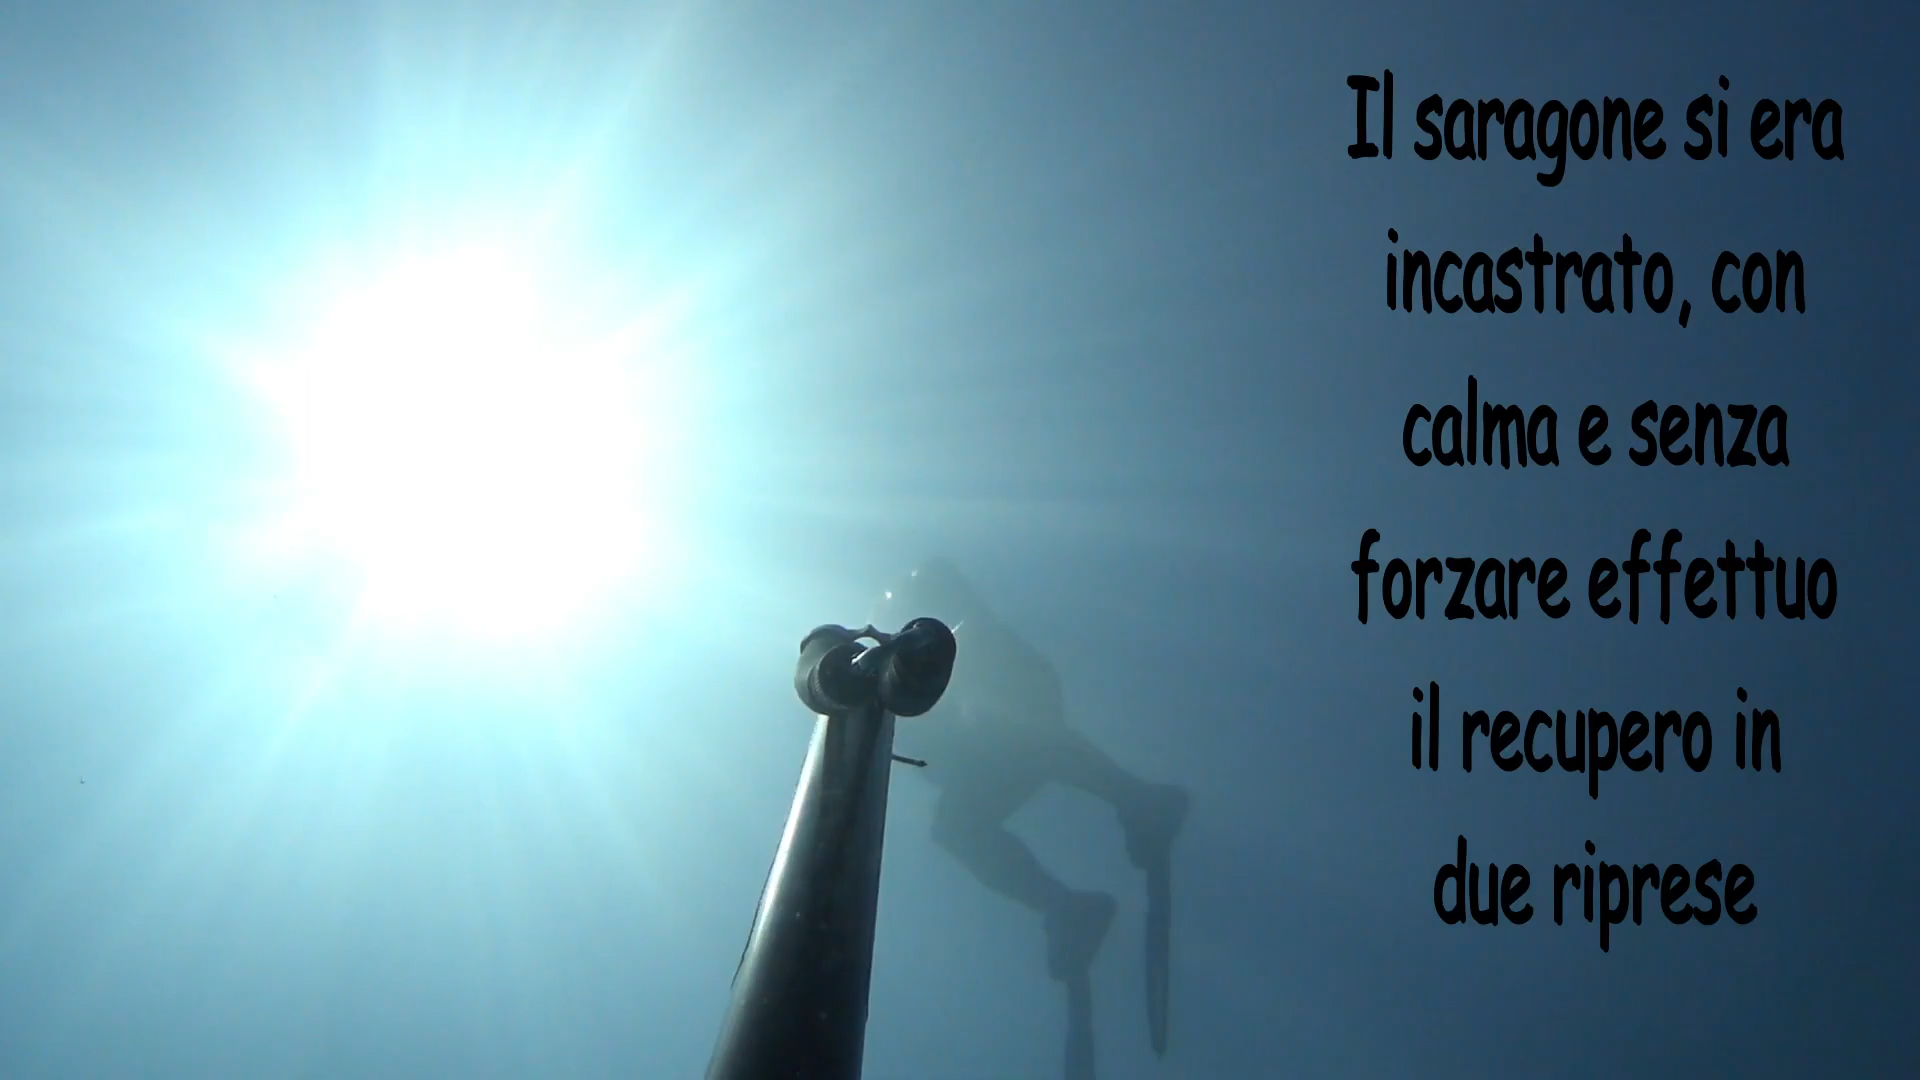 Il saragone si era
incastrato, con
calma e senza
forzare effettuo
il recupero in
due riprese